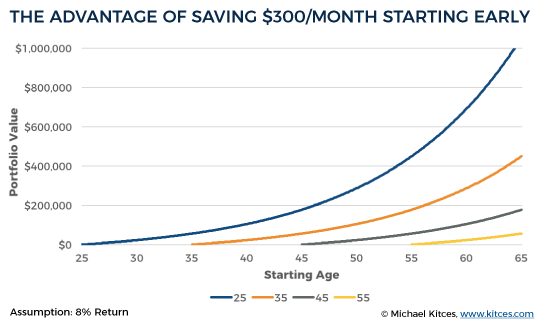 THE ADVANTAGE OF SAVING $300/MONTH STARTING EARLY
$1,000,000
$800,000
$600,000
$400,000
$200,000
$0
Portfolio Value
25 30 35 40 45 50 55 60 65
Starting Age
25 35 45 55
Assumption: 8% Return
© Michael Kitces, www.kitces.com